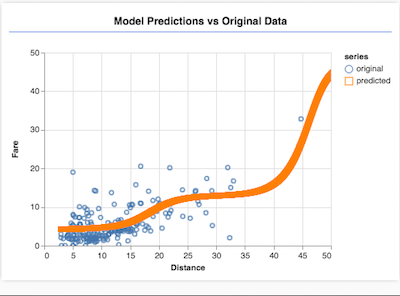 Model Predictions vs Original Data
series
original
predicted
Fare
50
40
30
20
10
0
0 5 10 15 20 25 30 35 40 45 50
Distance